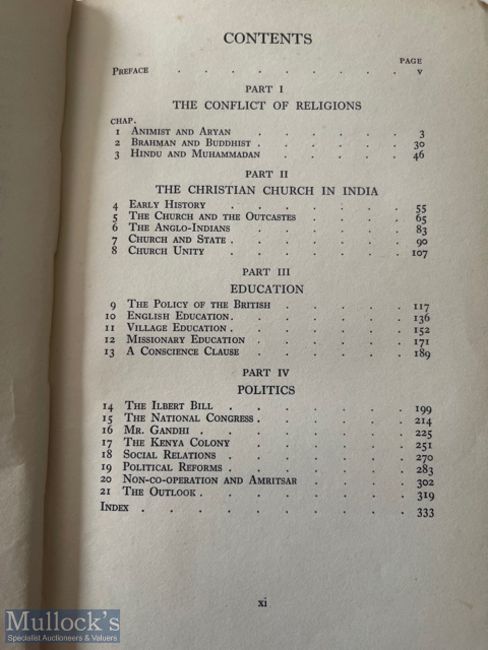 CONTENTS
PAGE
PREFACE . . . . . . . . v
PART I
THE CONFLICT OF RELIGIONS
CHAP.
1 ANIMIST AND ARYAN . . . . . . 3
2 BRAHMAN AND BUDDHIST . . . . . . 30
3 HINDU AND MUHAMMADAN . . . . . . 46
PART II
THE CHRISTIAN CHURCH IN INDIA
4 EARLY HISTORY . . . . . . . 55
5 THE CHURCH AND THE OUTCASTES . . . . 65
6 THE ANGLO-INDIANS . . . . . . 83
7 CHURCH AND STATE . . . . . . . 90
8 CHURCH UNITY . . . . . . . 107
PART III
EDUCATION
9 THE POLICY OF THE BRITISH . . . . . 117
10 ENGLISH EDUCATION . . . . . . . 136
11 VILLAGE EDUCATION . . . . . . . 152
12 MISSIONARY EDUCATION . . . . . . 171
13 A CONSCIENCE CLAUSE . . . . . . 189
PART IV
POLITICS
14 THE ILBERT BILL . . . . . . . 199
15 THE NATIONAL CONGRESS . . . . . . 214
16 MR. GANDHI . . . . . . . . 225
17 THE KENYA COLONY . . . . . . 251
18 SOCIAL RELATIONS . . . . . . 270
19 POLITICAL REFORMS . . . . . . . 283
20 NON-CO-OPERATION AND AMRITSAR . . . . 302
21 THE OUTLOOK . . . . . . . . 319
INDEX . . . . . . . . . . 333
xi
Mullock's
Specialist Auctioneers & Valuers